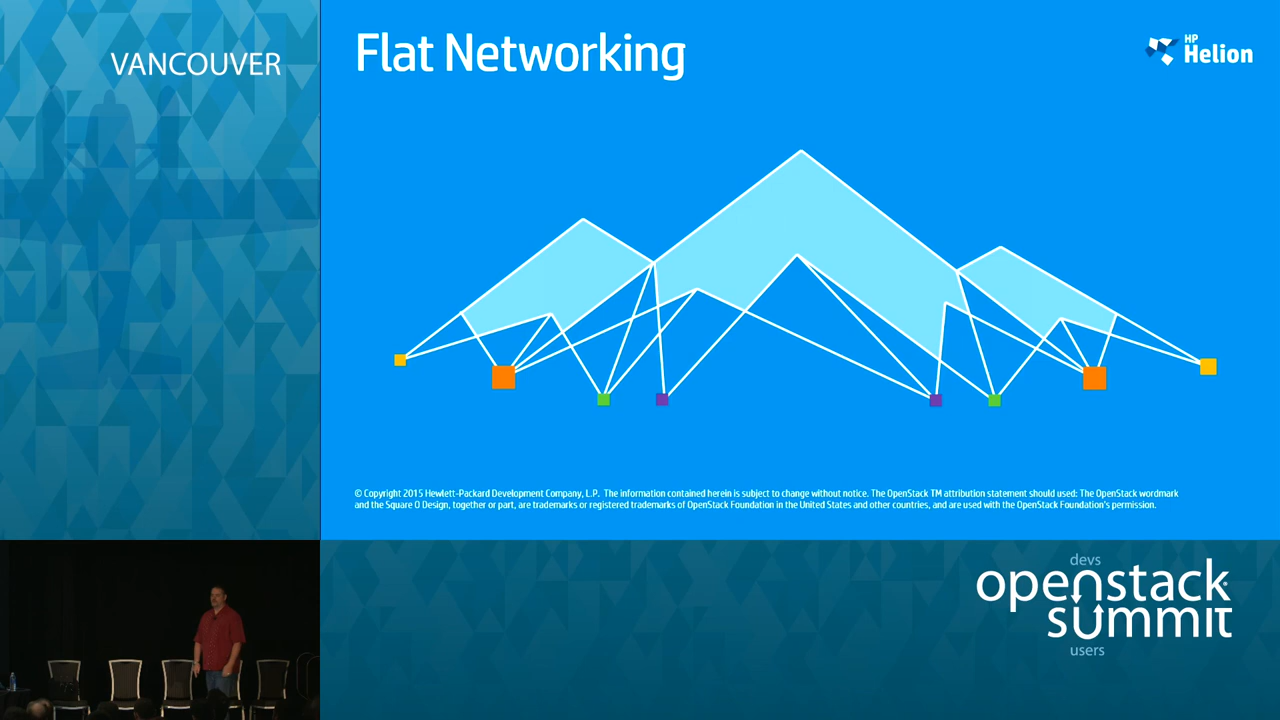 VANCOUVER
Flat Networking
HP
Helion
© Copyright 2015 Hewlett-Packard Development Company, L.P. The information contained herein is subject to change without notice. The OpenStack TM attribution statement should used: The OpenStack wordmark
and the Square O Design, together or part, are trademarks or registered trademarks of OpenStack Foundation in the United States and other countries, and are used with the OpenStack Foundation's permission.
devs
openstack
summit
users